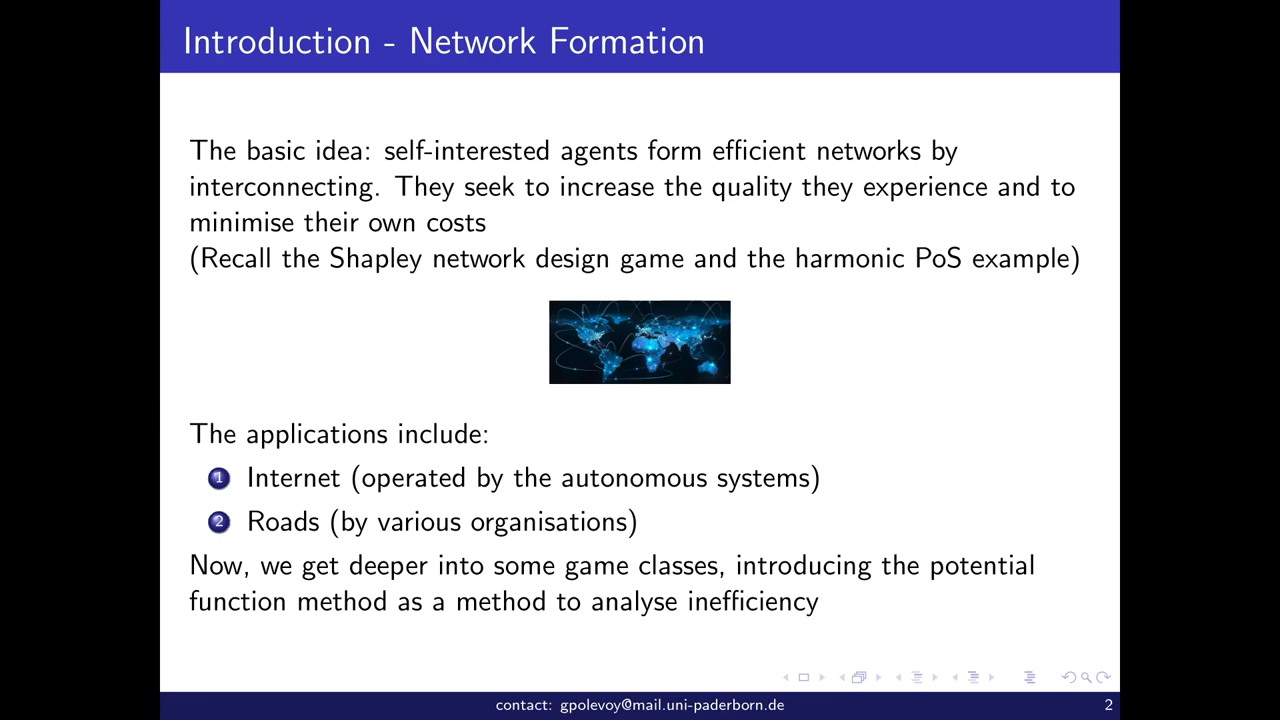 Introduction - Network Formation
The basic idea: self-interested agents form efficient networks by
interconnecting. They seek to increase the quality they experience and to
minimise their own costs
(Recall the Shapley network design game and the harmonic PoS example)
The applications include:
1 Internet (operated by the autonomous systems)
2 Roads (by various organisations)
Now, we get deeper into some game classes, introducing the potential
function method as a method to analyse inefficiency
contact: gpolevoy@mail.uni-paderborn.de 2